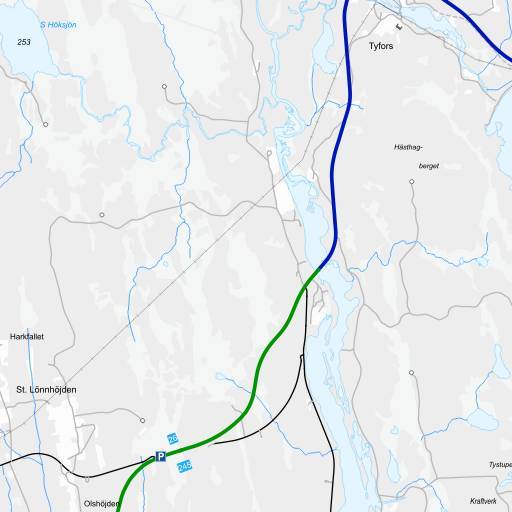 S Höksjön
253
Tyfors
Hästhag-
berget
Harkfallet
St. Lönnhöjden
26
P
245
Olshöjden
Tystupe
Kraftverk